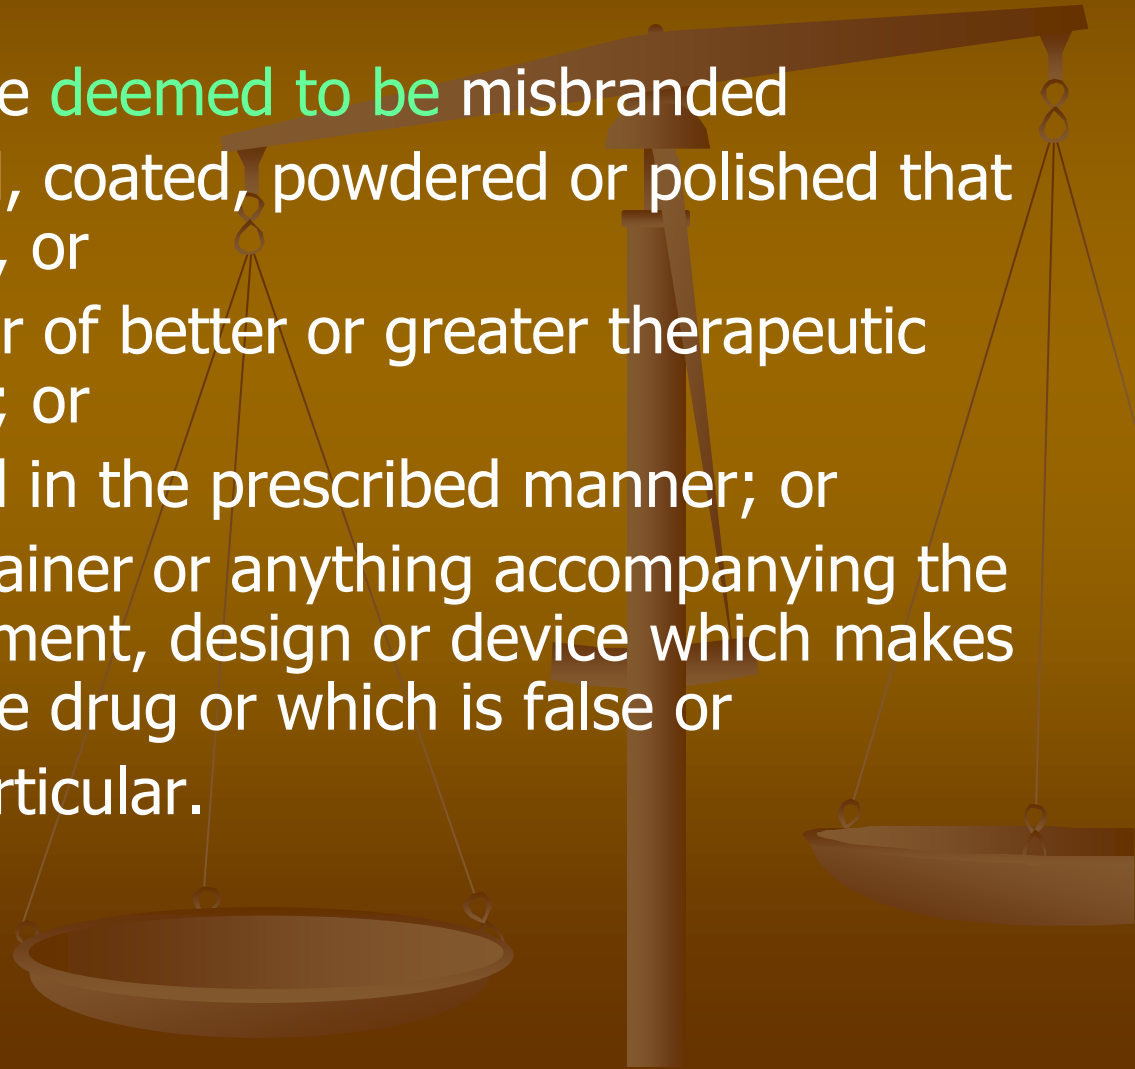 e deemed to be misbranded
, coated, powdered or polished that
, or
r of better or greater therapeutic
; or
in the prescribed manner; or
ainer or anything accompanying the
ment, design or device which makes
e drug or which is false or
rticular.